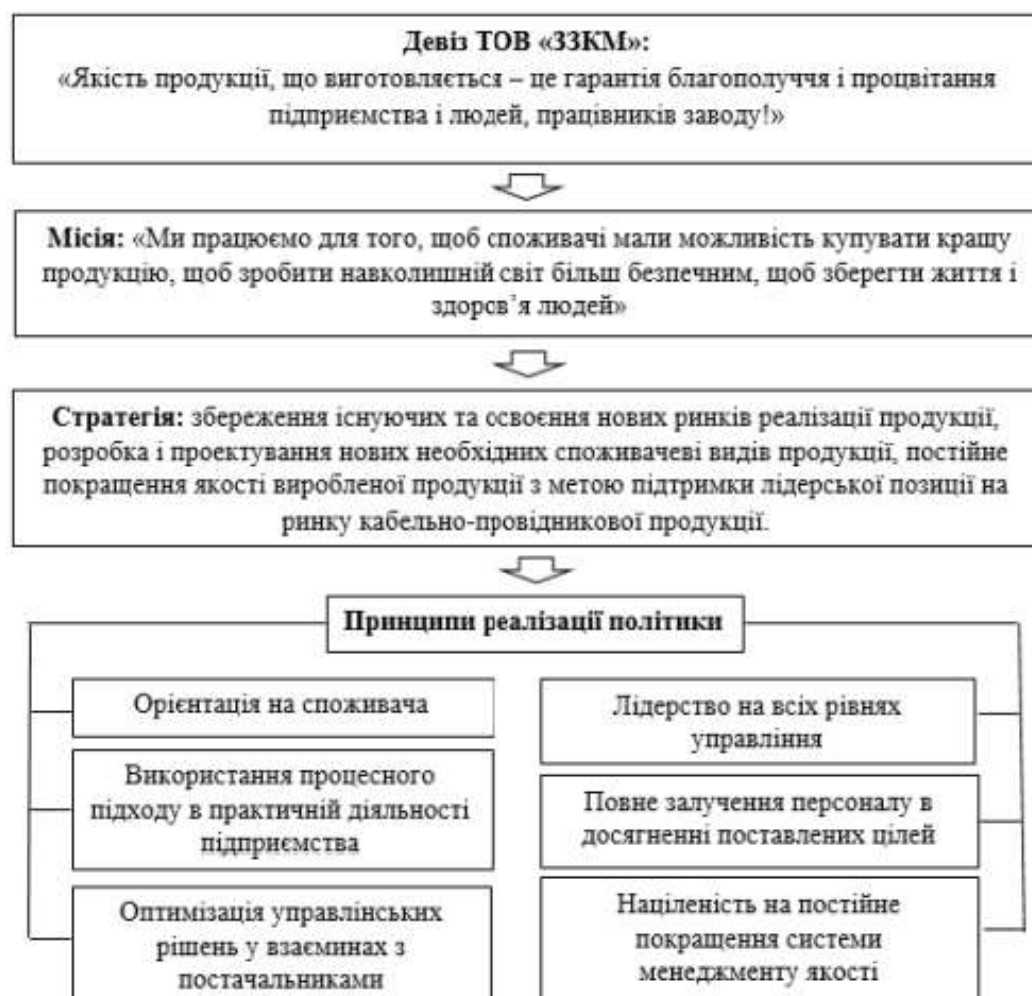 Девіз ТОВ «ЗЗКМ»:
«Якість продукції, що виготовляється – це гарантія благополуччя і процвітання
підприємства і людей, працівників заводу!»
Місія: «Ми працюємо для того, щоб споживачі мали можливість купувати кращу
продукцію, щоб зробити навколишній світ більш безпечним, щоб зберегти життя і
здоров’я людей»
Стратегія: збереження існуючих та освоєння нових ринків реалізації продукції,
розробка і проектування нових необхідних споживачеві видів продукції, постійне
покращення якості виробленої продукції з метою підтримки лідерської позиції на
ринку кабельно-провідникової продукції.
Принципи реалізації політики
Орієнтація на споживача
Використання процесного
підходу в практичній діяльності
підприємства
Оптимізація управлінських
рішень у взаєминах з
постачальниками
Лідерство на всіх рівнях
управління
Повне залучення персоналу в
досягненні поставлених цілей
Націленість на постійне
покращення системи
менеджменту якості